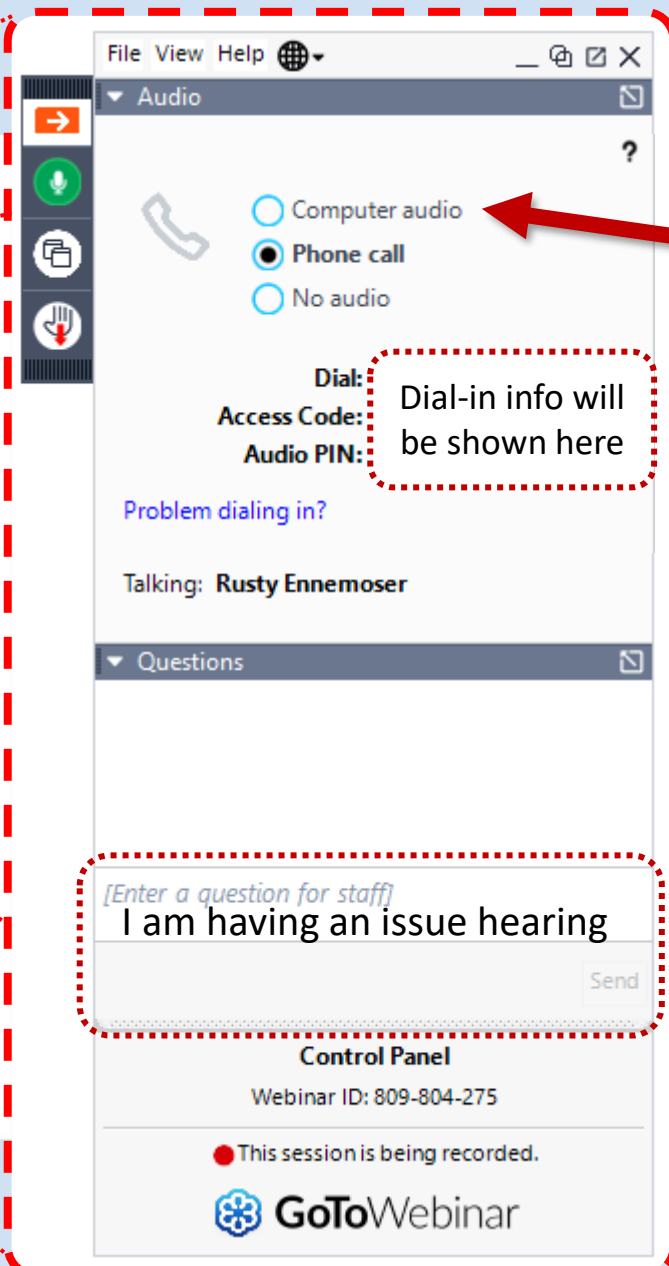 File View Help
Audio
?
Computer audio
Phone call
No audio
Dial:
Access Code:
Audio PIN:
Dial-in info will
be shown here
Problem dialing in?
Talking: Rusty Ennemoser
Questions
[Enter a question for staff]
I am having an issue hearing
Send
Control Panel
Webinar ID: 809-804-275
This session is being recorded.
GoToWebinar